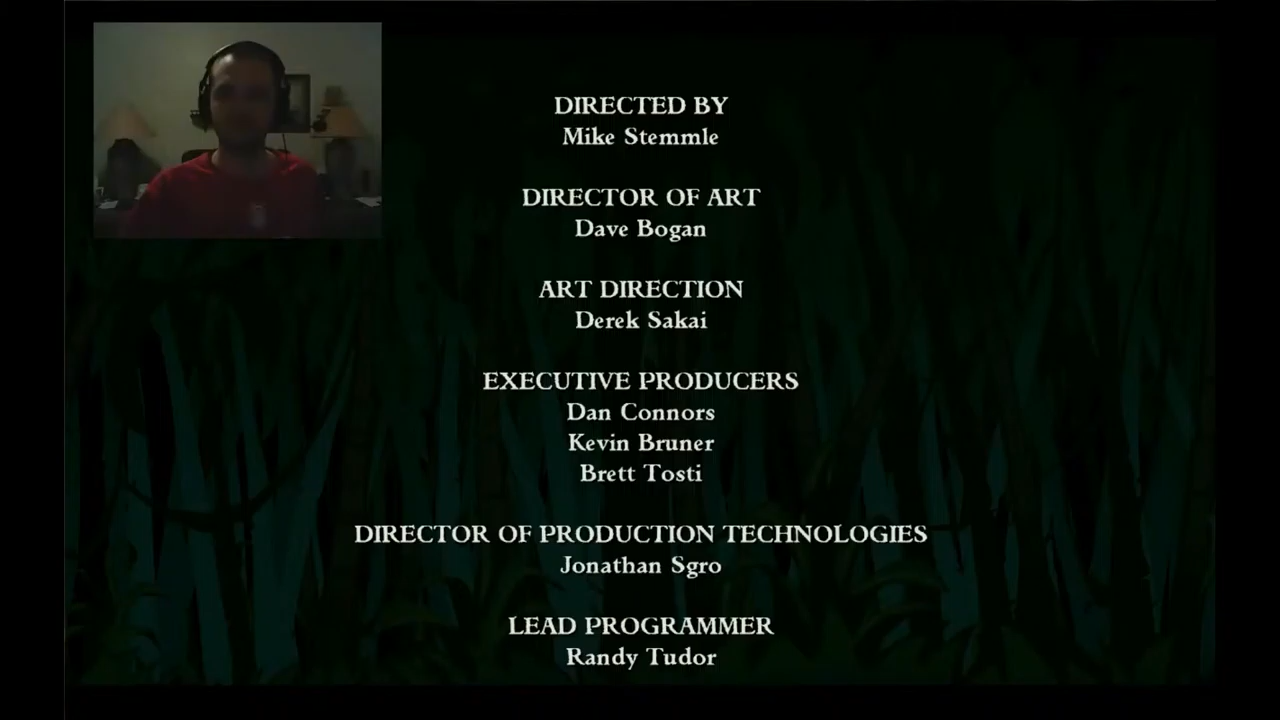 DIRECTED BY
Mike Stemmle
DIRECTOR OF ART
Dave Bogan
ART DIRECTION
Derek Sakai
EXECUTIVE PRODUCERS
Dan Connors
Kevin Bruner
Brett Tosti
DIRECTOR OF PRODUCTION TECHNOLOGIES
Jonathan Sgro
LEAD PROGRAMMER
Randy Tudor